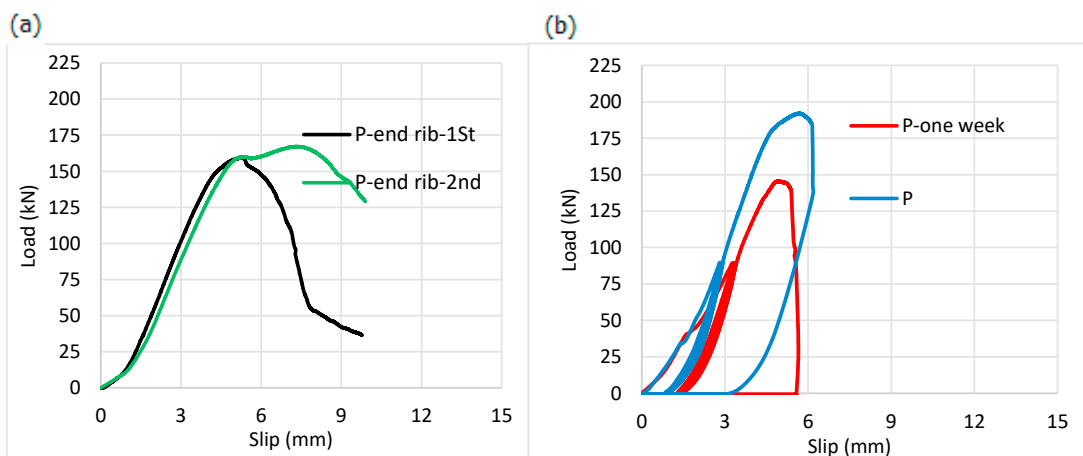 (a)
225
200
175
150
125
100
75
50
25
0
Load (kN)
P-end rib-1St
P-end rib-2nd
0 3 6 9 12 15
Slip (mm)
(b)
225
200
175
150
125
100
75
50
25
0
Load (kN)
P-one week
P
0 3 6 9 12 15
Slip (mm)